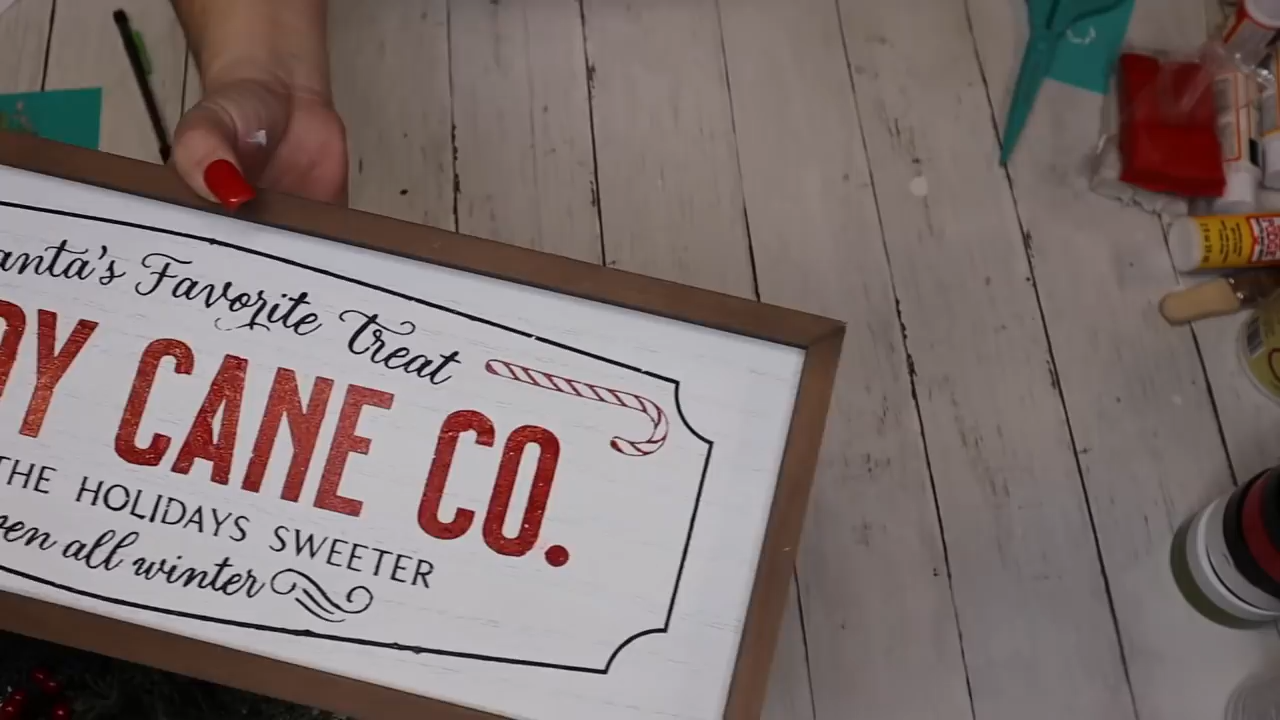 anta's Favorite Treat
DY CANE CO.
THE HOLIDAYS SWEETER
en all winter